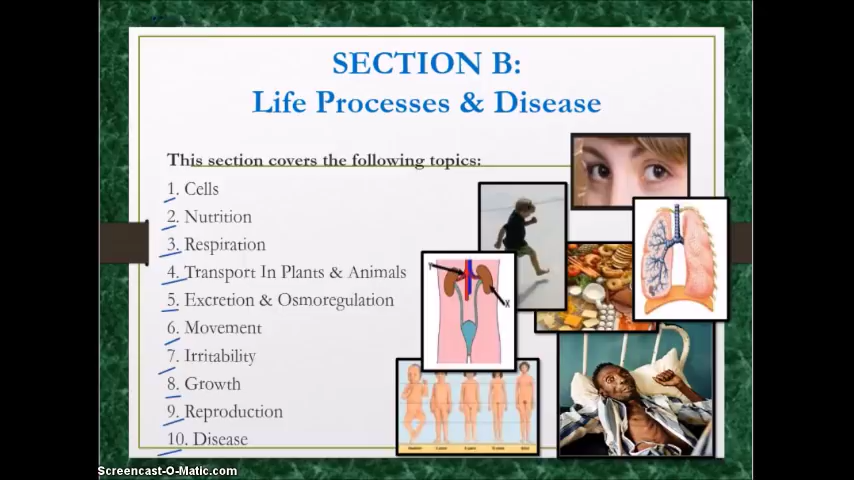 SECTION B:
Life Processes & Disease
This section covers the following topics:
1. Cells
2. Nutrition
3. Respiration
4. Transport In Plants & Animals
5. Excretion & Osmoregulation
6. Movement
7. Irritability
8. Growth
9. Reproduction
10. Disease
X
Screencast-O-Matic.com